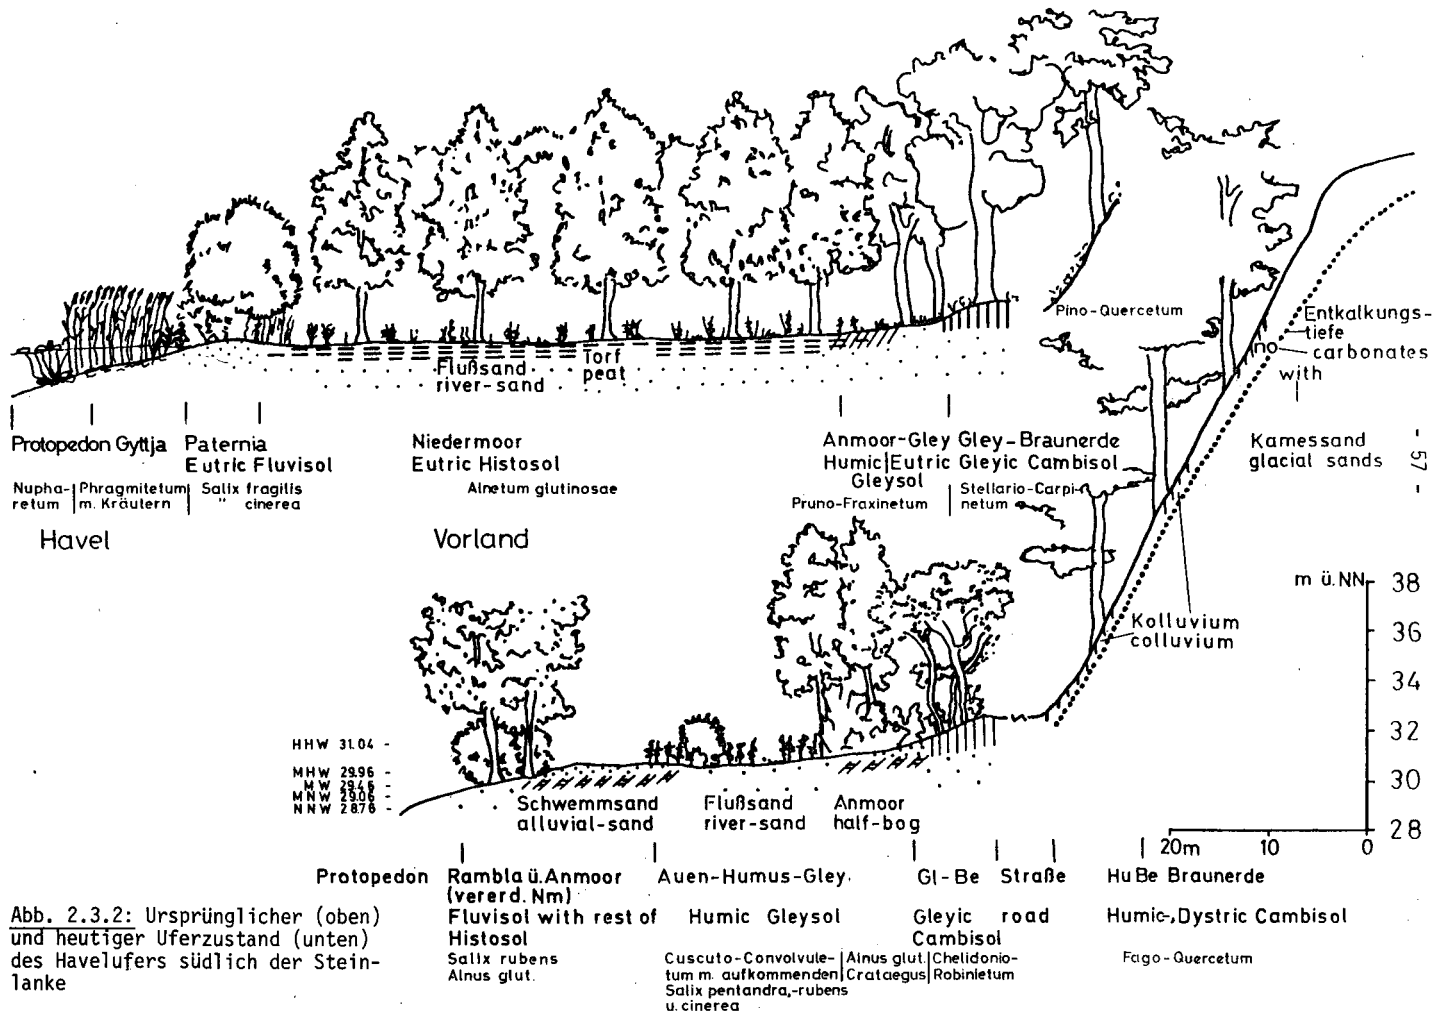 Pino-Quercetum
Entkalkungs-
tiefe
no carbonates
with
Flußsand
river-sand
Torf
peat
Protopedon Gyttja
Paternia
Eutric Fluvisol
Niedermoor
Eutric Histosol
Anmoor-Gley
Humic|Eutric
Gleysol
Gley-Braunerde
Gleyic Cambisol
Kamessand
glacial sands
- 57 -
Nupha-
retum
Phragmitetum
m. Kräutern
Salix fragilis
" cinerea
Alnetum glutinosae
Pruno-Fraxinetum
Stellario-Carpi-
netum
Havel
Vorland
m ü.NN
38
36
34
32
30
28
20m 10 0
Kolluvium
colluvium
HHW 31.04 -
MHW 29.96 -
MW 29.46 -
MNW 29.06 -
NNW 28.76 -
Schwemmsand
alluvial-sand
Flußsand
river-sand
Anmoor
half-bog
Protopedon
Rambla ü. Anmoor
(vererd. Nm)
Fluvisol with rest of
Histosol
Salix rubens
Alnus glut.
Auen-Humus-Gley
Humic Gleysol
Cuscuto-Convolvule-
tum m. aufkommenden
Salix pentandra,-rubens
u. cinerea
Alnus glut.
Crataegus
Gl-Be
Gleyic
Cambisol
Chelidonio-
Robinietum
Straße
road
HuBe Braunerde
Humic-, Dystric Cambisol
Fago-Quercetum
Abb. 2.3.2: Ursprünglicher (oben)
und heutiger Uferzustand (unten)
des Havelufers südlich der Stein-
lanke